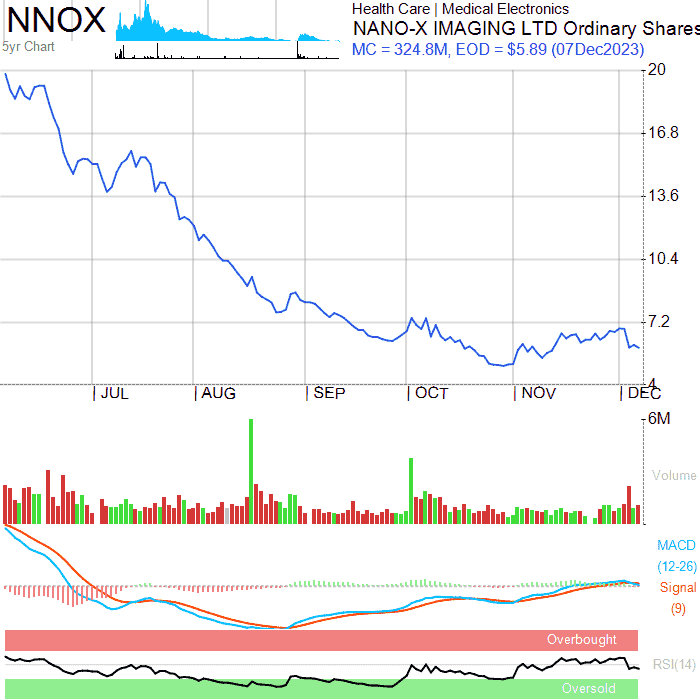 NNOX
5yr Chart
Health Care | Medical Electronics
NANO-X IMAGING LTD Ordinary Shares
MC = 324.8M, EOD = $5.89 (07Dec2023)
20
16.8
13.6
10.4
7.2
4
JUL AUG SEP OCT NOV DEC
6M
Volume
MACD
(12-26)
Signal
(9)
Overbought
RSI(14)
Oversold